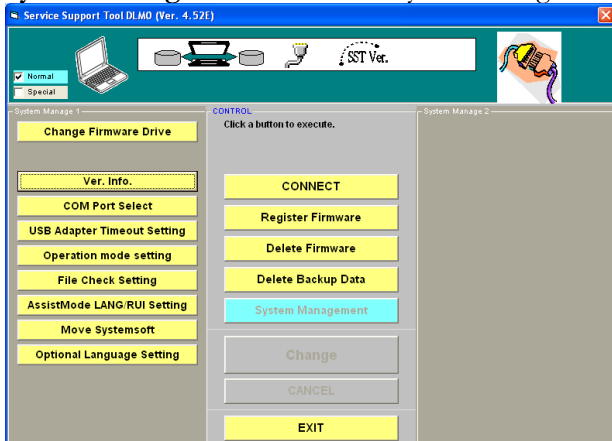 Service Support Tool DLM0 (Ver. 4.52E)
SST Ver.
Normal
Special
System Manage 1
CONTROL
System Manage 2
Click a button to execute.
Change Firmware Drive
Ver. Info.
COM Port Select
USB Adapter Timeout Setting
Operation mode setting
File Check Setting
AssistMode LANG/RUI Setting
Move Systemsoft
Optional Language Setting
CONNECT
Register Firmware
Delete Firmware
Delete Backup Data
System Management
Change
CANCEL
EXIT